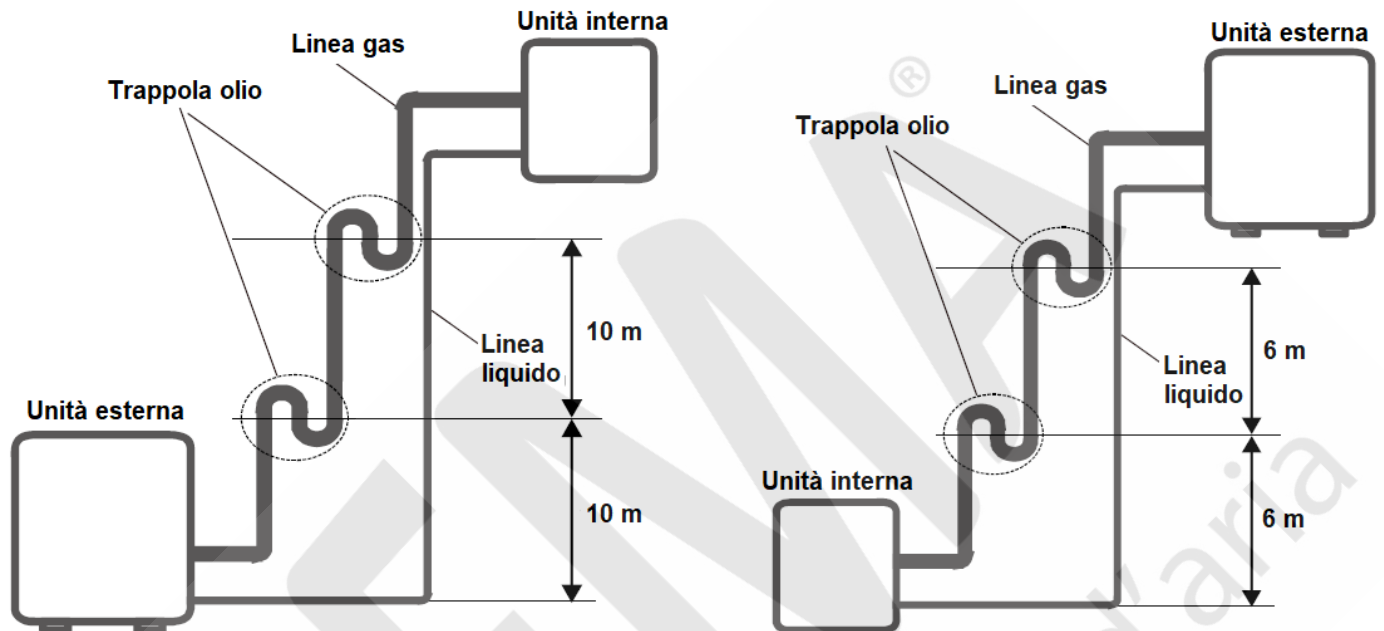 Unità interna
Linea gas
Trappola olio
10 m
Linea
liquido
Unità esterna
10 m
Unità esterna
Linea gas
Trappola olio
6 m
Linea
liquido
Unità interna
6 m
®
d'aria